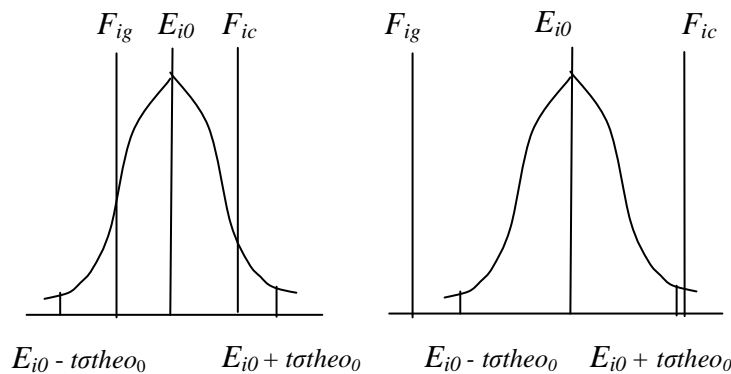 F_ig E_i0 F_ic F_ig E_i0 F_ic
E_i0 - tσtheo_0 E_i0 + tσtheo_0 E_i0 - tσtheo_0 E_i0 + tσtheo_0